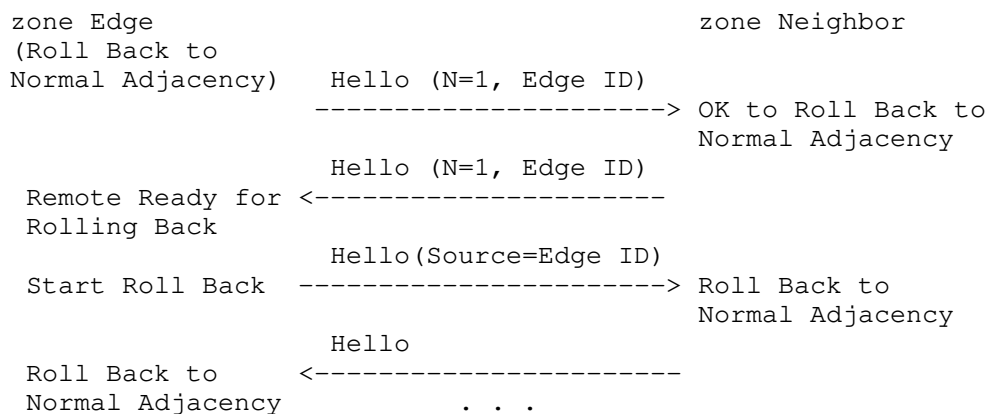 zone Edge                                  zone Neighbor
(Roll Back to
Normal Adjacency)   Hello (N=1, Edge ID)
                   ----------------------> OK to Roll Back to
                                           Normal Adjacency
                    Hello (N=1, Edge ID)
 Remote Ready for <----------------------
 Rolling Back
                    Hello(Source=Edge ID)
 Start Roll Back  -----------------------> Roll Back to
                                           Normal Adjacency
                    Hello
 Roll Back to     <-----------------------
 Normal Adjacency           . . .